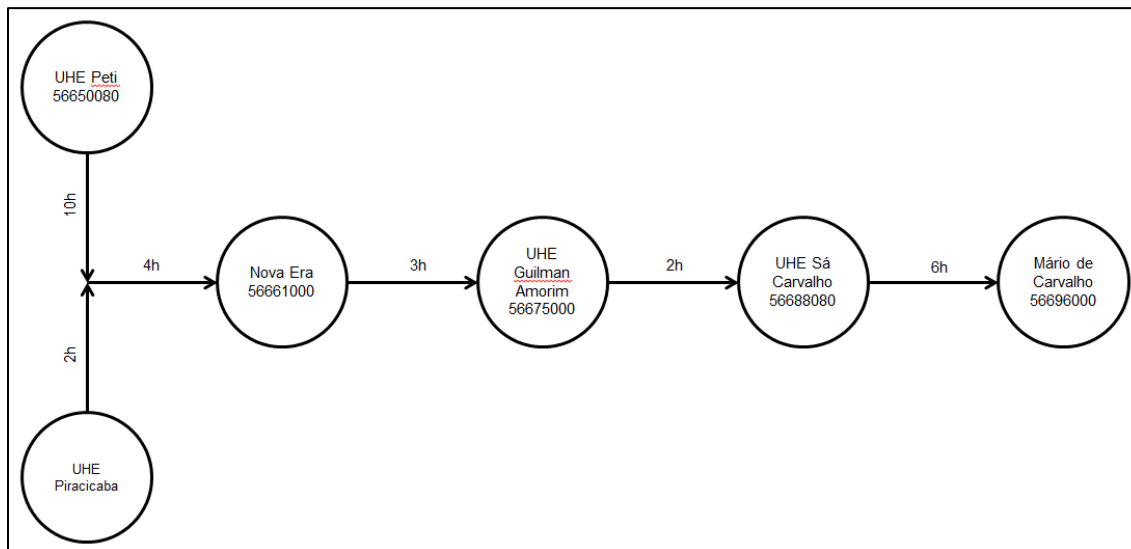 UHE Peti
56650080
10h
4h
Nova Era
56661000
3h
UHE
Guilman
Amorim
56675000
2h
UHE Sá
Carvalho
56688080
6h
Mário de
Carvalho
56696000
2h
UHE
Piracicaba